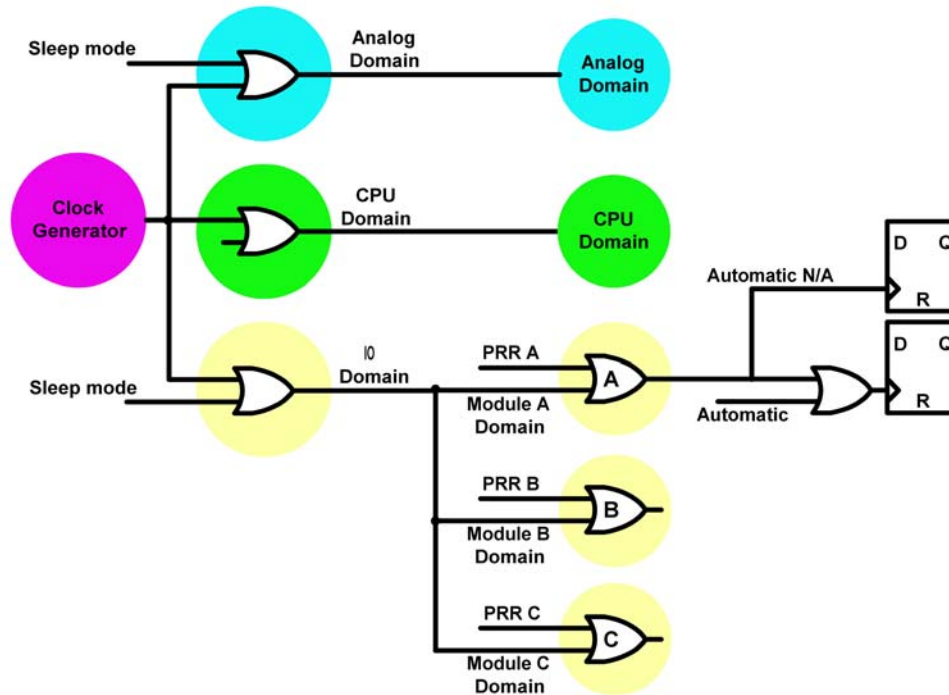 Sleep mode
Analog
Domain
Analog
Domain
Clock
Generator
CPU
Domain
CPU
Domain
Automatic N/A
D Q
R
Sleep mode
IO
Domain
PRR A
A
Module A
Domain
Automatic
D Q
R
PRR B
B
Module B
Domain
PRR C
C
Module C
Domain